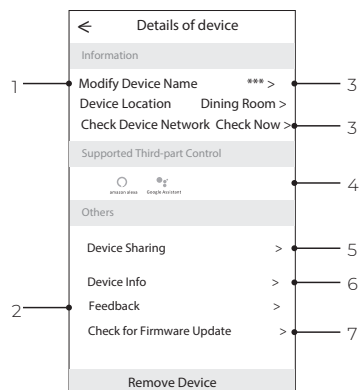 Details of device
Information
1 Modify Device Name *** > 3
Device Location Dining Room >
Check Device Network Check Now > 3
Supported Third-part Control
amazon alexa Google Assistant 4
Others
Device Sharing > 5
Device Info > 6
2 Feedback >
Check for Firmware Update > 7
Remove Device